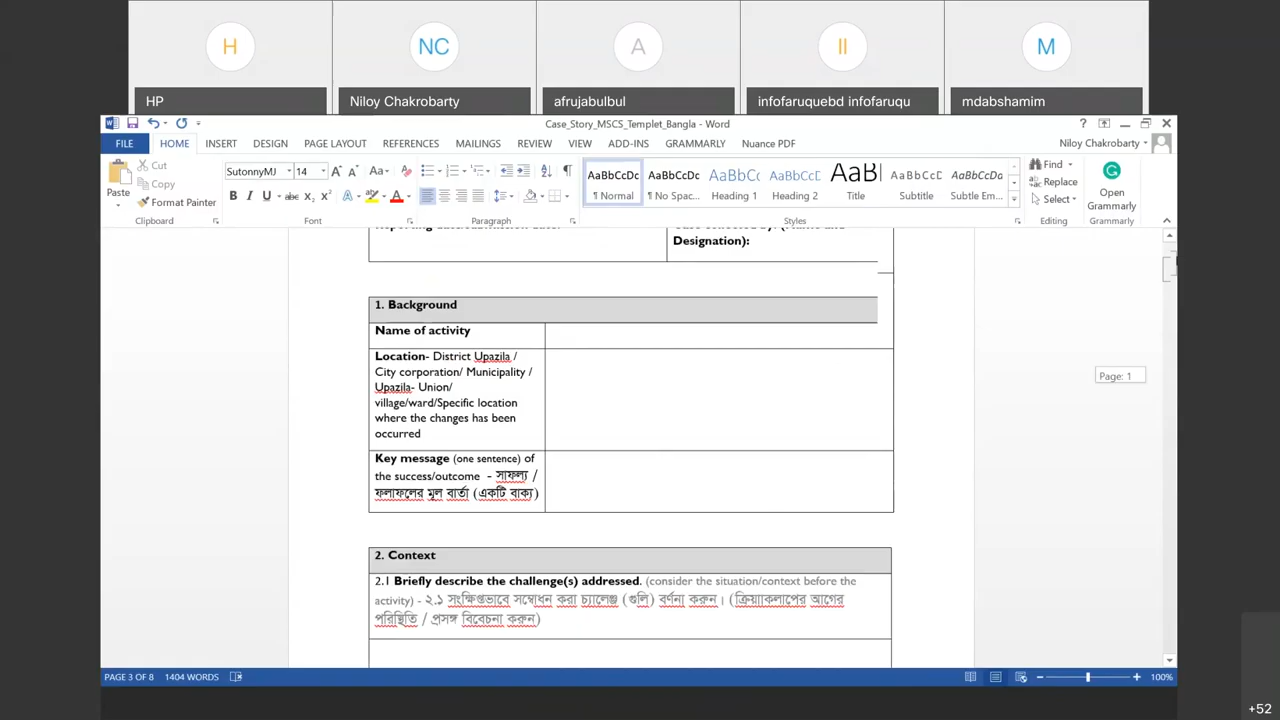 H
NC
A
II
M
HP
Niloy Chakrobarty
afrujabulbul
infofaruquebd infofaruqu
mdabshamim
Case_Story_MSCS_Templet_Bangla - Word
FILE HOME INSERT DESIGN PAGE LAYOUT REFERENCES MAILINGS REVIEW VIEW ADD-INS GRAMMARLY Nuance PDF
Niloy Chakrobarty
Paste
Cut
Copy
Format Painter
Clipboard
SutonnyMJ 14
Font
Paragraph
AaBbCcDc AaBbCcDc AaBbCc AaBbCcDc AaB AaBbCcC AaBbCcDa
¶ Normal ¶ No Spac... Heading 1 Heading 2 Title Subtitle Subtle Em...
Styles
Find
Replace
Select
Editing
Open
Grammarly
Grammarly
Designation):
1. Background
Name of activity
Location- District Upazila /
City corporation/ Municipality /
Upazila- Union/
village/ward/Specific location
where the changes has been
occurred
Key message (one sentence) of
the success/outcome - সাফল্য /
ফলাফলের মূল বার্তা (একটি বাক্য)
Page: 1
2. Context
2.1 Briefly describe the challenge(s) addressed. (consider the situation/context before the
activity) - ২.১ সংক্ষিপ্তভাবে সম্বোধন করা চ্যালেঞ্জ (গুলি) বর্ণনা করুন। (ক্রিয়াকলাপের আগের
পরিস্থিতি / প্রসঙ্গ বিবেচনা করুন)
PAGE 3 OF 8 1404 WORDS
100%
+52